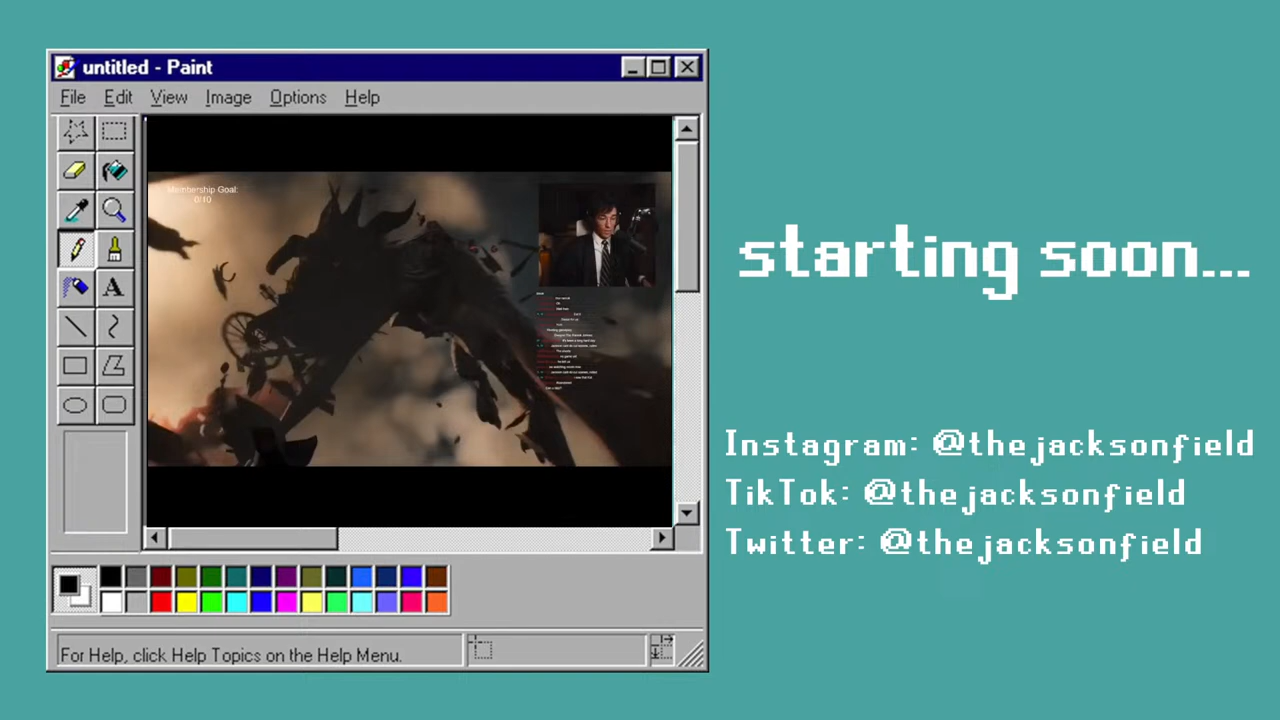 untitled - Paint
File Edit View Image Options Help
Membership Goal:
0/10
starting soon...
Instagram: @thejacksonfield
TikTok: @thejacksonfield
Twitter: @thejacksonfield
A
For Help, click Help Topics on the Help Menu.